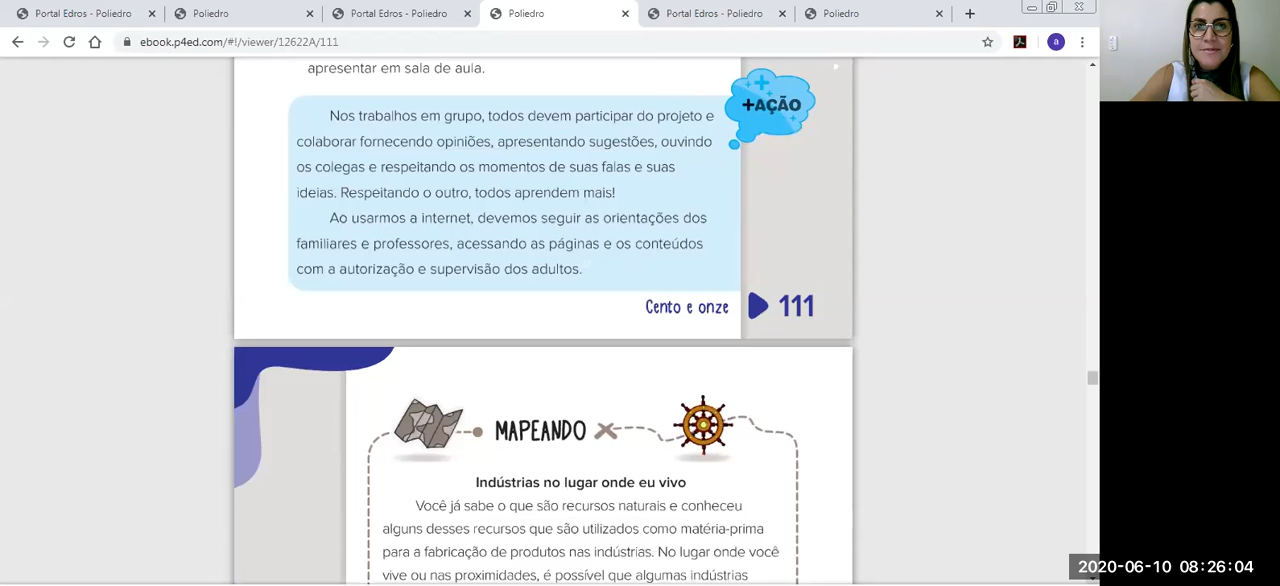 Portal Edros - Poliedro
Poliedro
Portal Edros - Poliedro
Poliedro
Portal Edros - Poliedro
Poliedro
ebook.p4ed.com/#!/viewer/12622A/111
a
apresentar em sala de aula.
+AÇÃO
Nos trabalhos em grupo, todos devem participar do projeto e
colaborar fornecendo opiniões, apresentando sugestões, ouvindo
os colegas e respeitando os momentos de suas falas e suas
ideias. Respeitando o outro, todos aprendem mais!
Ao usarmos a internet, devemos seguir as orientações dos
familiares e professores, acessando as páginas e os conteúdos
com a autorização e supervisão dos adultos.
Cento e onze 111
MAPEANDO
Indústrias no lugar onde eu vivo
Você já sabe o que são recursos naturais e conheceu
alguns desses recursos que são utilizados como matéria-prima
para a fabricação de produtos nas indústrias. No lugar onde você
vive ou nas proximidades, é possível que algumas indústrias
2020-06-10 08:26:04